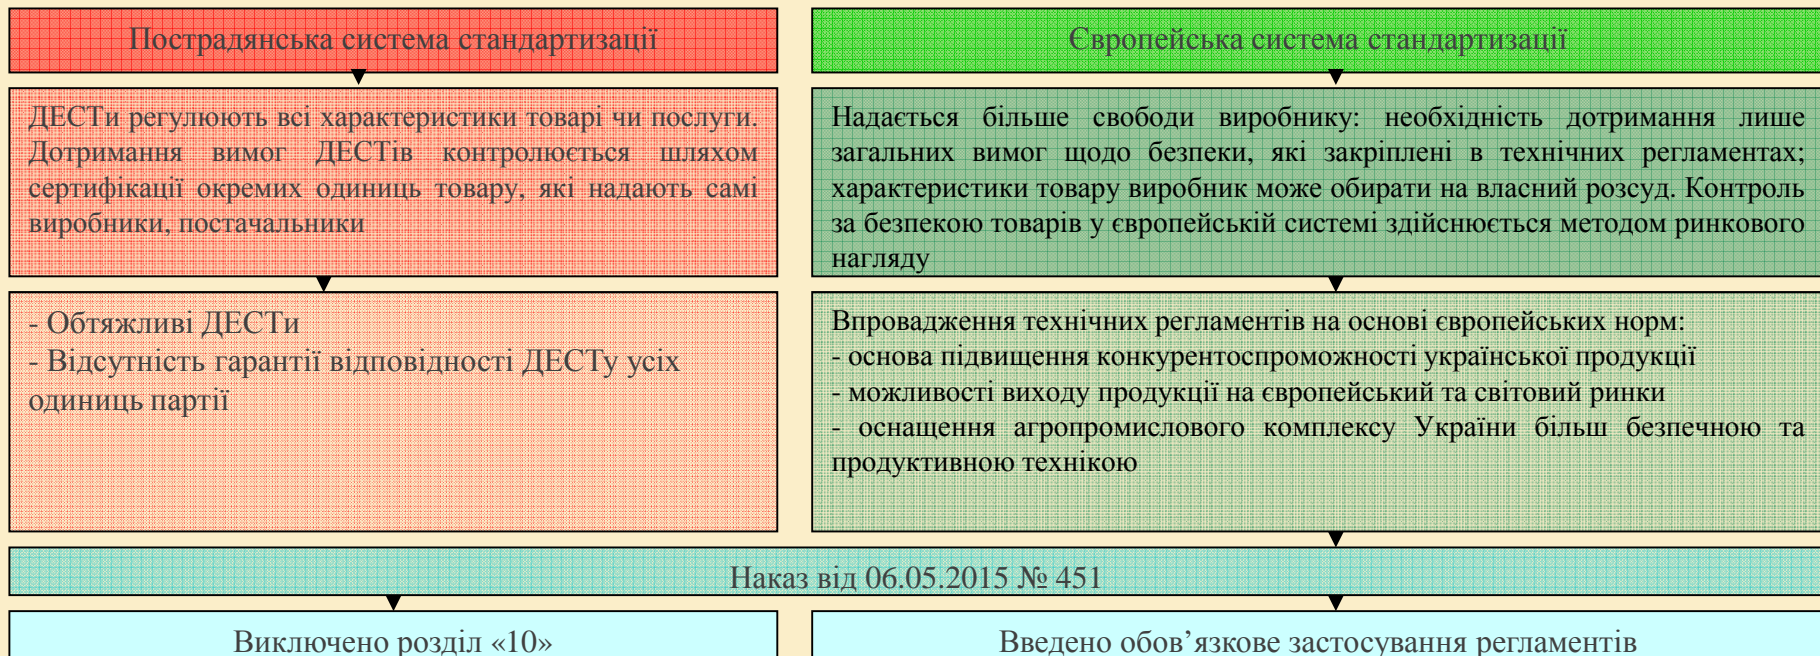 Пострадянська система стандартизації
Європейська система стандартизації
ДЕСТи регулюють всі характеристики товарі чи послуги.
Дотримання вимог ДЕСТів контролюється шляхом
сертифікації окремих одиниць товару, які надають самі
виробники, постачальники
Надається більше свободи виробнику: необхідність дотримання лише
загальних вимог щодо безпеки, які закріплені в технічних регламентах;
характеристики товару виробник може обирати на власний розсуд. Контроль
за безпекою товарів у європейській системі здійснюється методом ринкового
нагляду
- Обтяжливі ДЕСТи
- Відсутність гарантії відповідності ДЕСТу усіх
одиниць партії
Впровадження технічних регламентів на основі європейських норм:
- основа підвищення конкурентоспроможності української продукції
- можливості виходу продукції на європейський та світовий ринки
- оснащення агропромислового комплексу України більш безпечною та
продуктивною технікою
Наказ від 06.05.2015 № 451
Виключено розділ «10»
Введено обов’язкове застосування регламентів